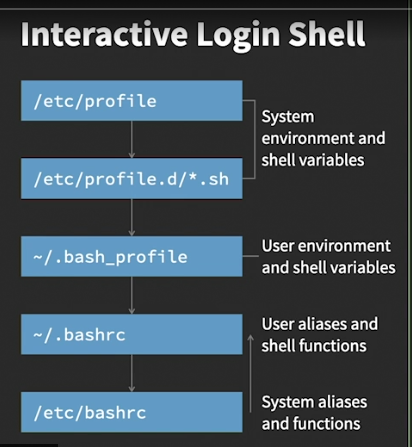 Interactive Login Shell
/etc/profile
System
environment and
shell variables
/etc/profile.d/*.sh
~/.bash_profile
User environment
and shell variables
~/.bashrc
User aliases and
shell functions
/etc/bashrc
System aliases
and functions